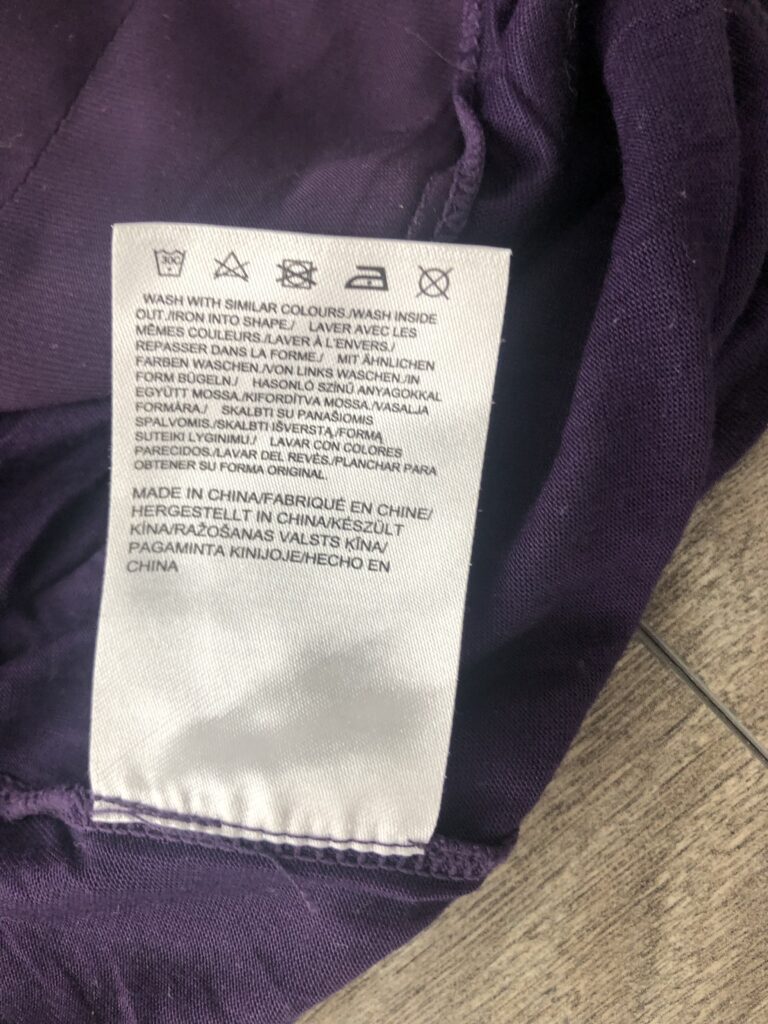 30C
WASH WITH SIMILAR COLOURS./WASH INSIDE
OUT./IRON INTO SHAPE./ LAVER AVEC LES
MÊMES COULEURS./LAVER À L'ENVERS./
REPASSER DANS LA FORME./ MIT ÄHNLICHEN
FARBEN WASCHEN./VON LINKS WASCHEN./IN
FORM BÜGELN./ HASONLÓ SZÍNŰ ANYAGOKKAL
EGYÜTT MOSSA./KIFORDÍTVA MOSSA./VASALJA
FORMÁRA./ SKALBTI SU PANAŠIOMIS
SPALVOMIS./SKALBTI IŠVERSTĄ./FORMĄ
SUTEIKI LYGINIMU./ LAVAR CON COLORES
PARECIDOS./LAVAR DEL REVÉS./PLANCHAR PARA
OBTENER SU FORMA ORIGINAL.
MADE IN CHINA/FABRIQUÉ EN CHINE/
HERGESTELLT IN CHINA/KÉSZÜLT
KÍNA/RAŽOŠANAS VALSTS ĶĪNA/
PAGAMINTA KINIJOJE/HECHO EN
CHINA